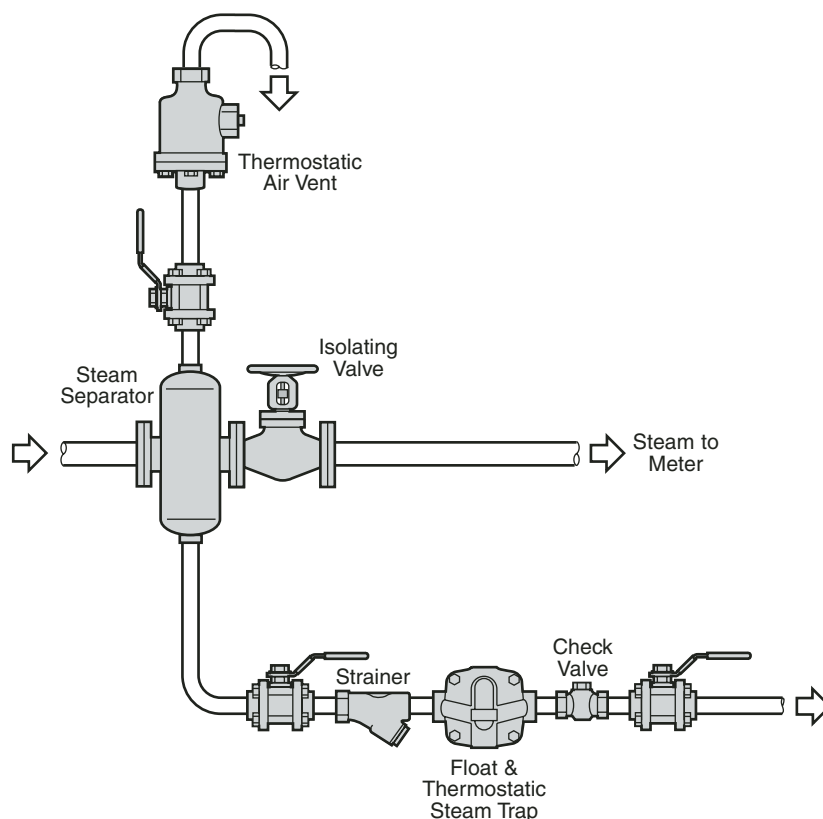 Thermostatic
Air Vent
Isolating
Valve
Steam
Separator
Steam to
Meter
Check
Valve
Strainer
Float &
Thermostatic
Steam Trap